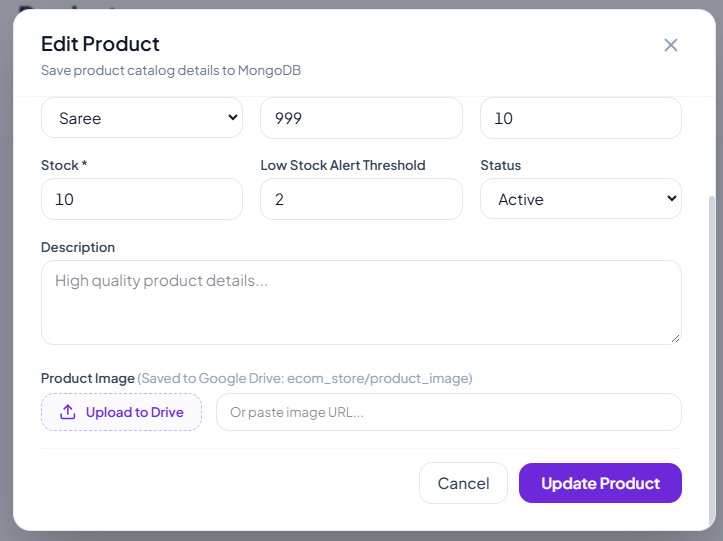 Edit Product
Save product catalog details to MongoDB
Saree 999 10
Stock * Low Stock Alert Threshold Status
10 2 Active
Description
High quality product details...
Product Image (Saved to Google Drive: ecom_store/product_image)
Upload to Drive Or paste image URL...
Cancel Update Product